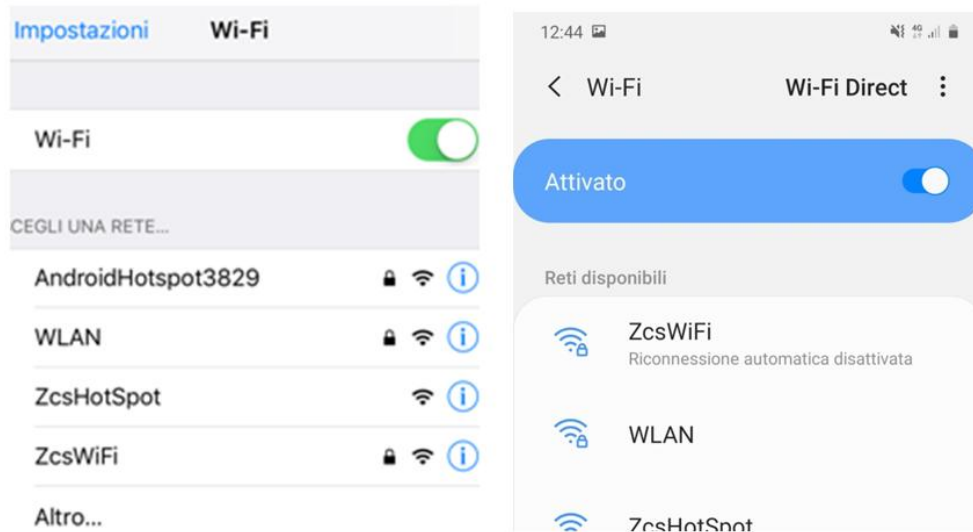 Impostazioni Wi-Fi
Wi-Fi
CEGLI UNA RETE...
AndroidHotspot3829
WLAN
ZcsHotSpot
ZcsWiFi
Altro...
12:44
4G
Wi-Fi Wi-Fi Direct
Attivato
Reti disponibili
ZcsWiFi
Riconnessione automatica disattivata
WLAN
ZcsHotSpot